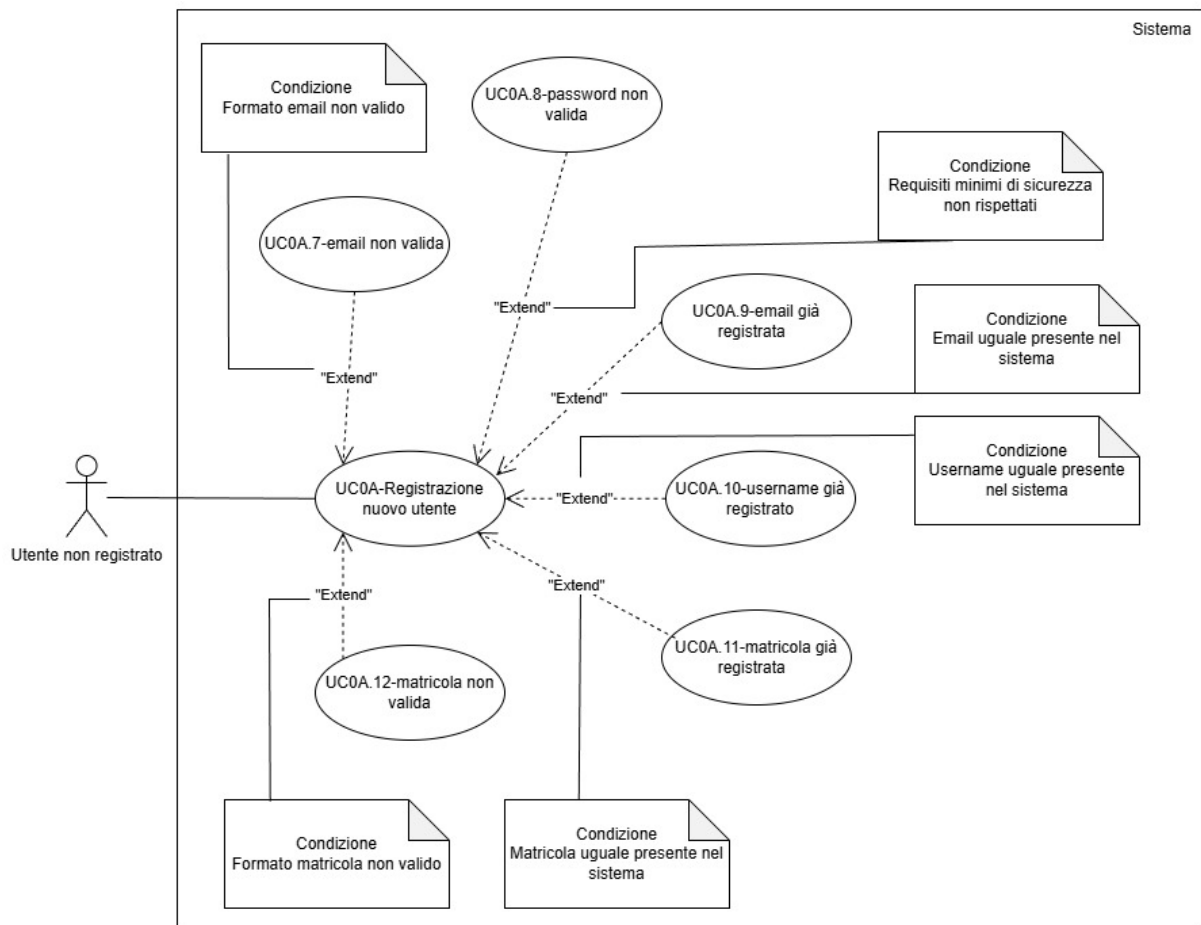 Sistema
Condizione
Formato email non valido
UC0A.8-password non
valida
Condizione
Requisiti minimi di sicurezza
non rispettati
UC0A.7-email non valida
"Extend"
UC0A.9-email già
registrata
Condizione
Email uguale presente nel
sistema
"Extend"
"Extend"
Condizione
Username uguale presente
nel sistema
UC0A-Registrazione
nuovo utente
"Extend"
UC0A.10-username già
registrato
Utente non registrato
"Extend"
"Extend"
UC0A.11-matricola già
registrata
UC0A.12-matricola non
valida
Condizione
Formato matricola non valido
Condizione
Matricola uguale presente nel
sistema